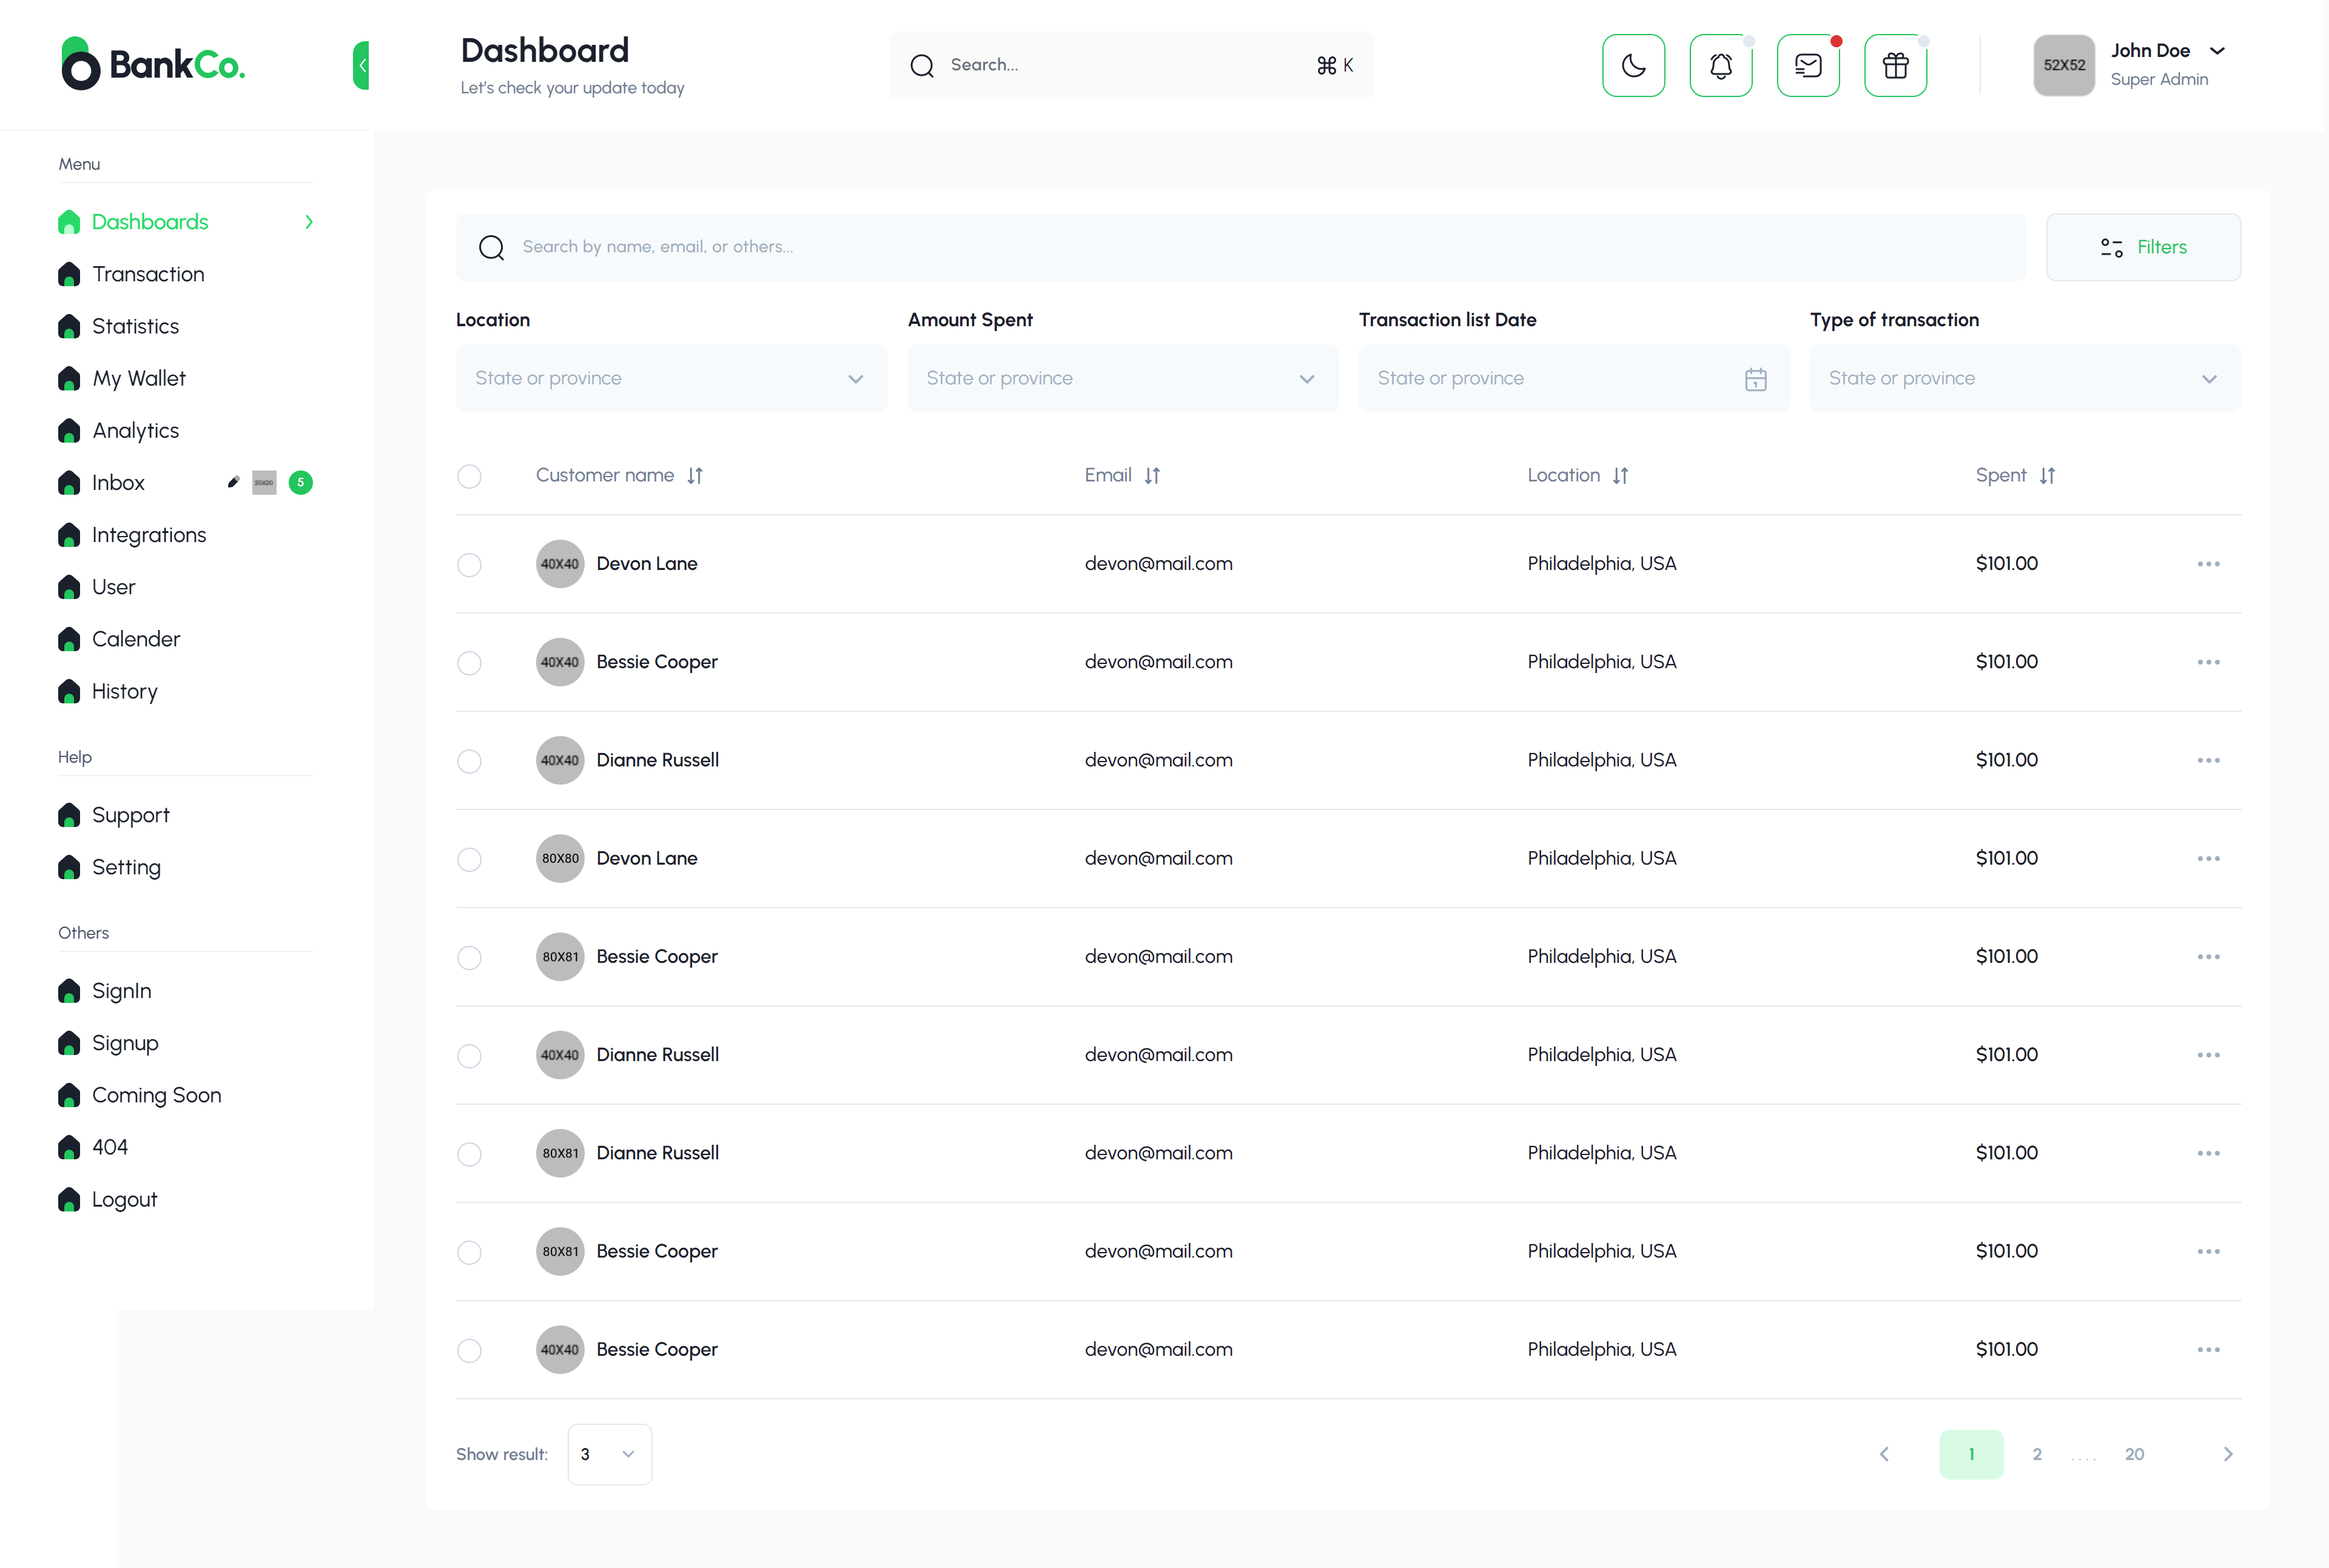 BankCo.
Dashboard
Let's check your update today
Search...
⌘ K
52X52
John Doe
Super Admin
Menu
Dashboards
Transaction
Statistics
My Wallet
Analytics
Inbox
5
Integrations
User
Calender
History
Help
Support
Setting
Others
SignIn
Signup
Coming Soon
404
Logout
Search by name, email, or others...
Filters
Location Amount Spent Transaction list Date Type of transaction
State or province State or province State or province State or province
Customer name Email Location Spent
40X40 Devon Lane devon@mail.com Philadelphia, USA $101.00
40X40 Bessie Cooper devon@mail.com Philadelphia, USA $101.00
40X40 Dianne Russell devon@mail.com Philadelphia, USA $101.00
80X80 Devon Lane devon@mail.com Philadelphia, USA $101.00
80X81 Bessie Cooper devon@mail.com Philadelphia, USA $101.00
40X40 Dianne Russell devon@mail.com Philadelphia, USA $101.00
80X81 Dianne Russell devon@mail.com Philadelphia, USA $101.00
80X81 Bessie Cooper devon@mail.com Philadelphia, USA $101.00
40X40 Bessie Cooper devon@mail.com Philadelphia, USA $101.00
Show result: 3
1 2 .... 20